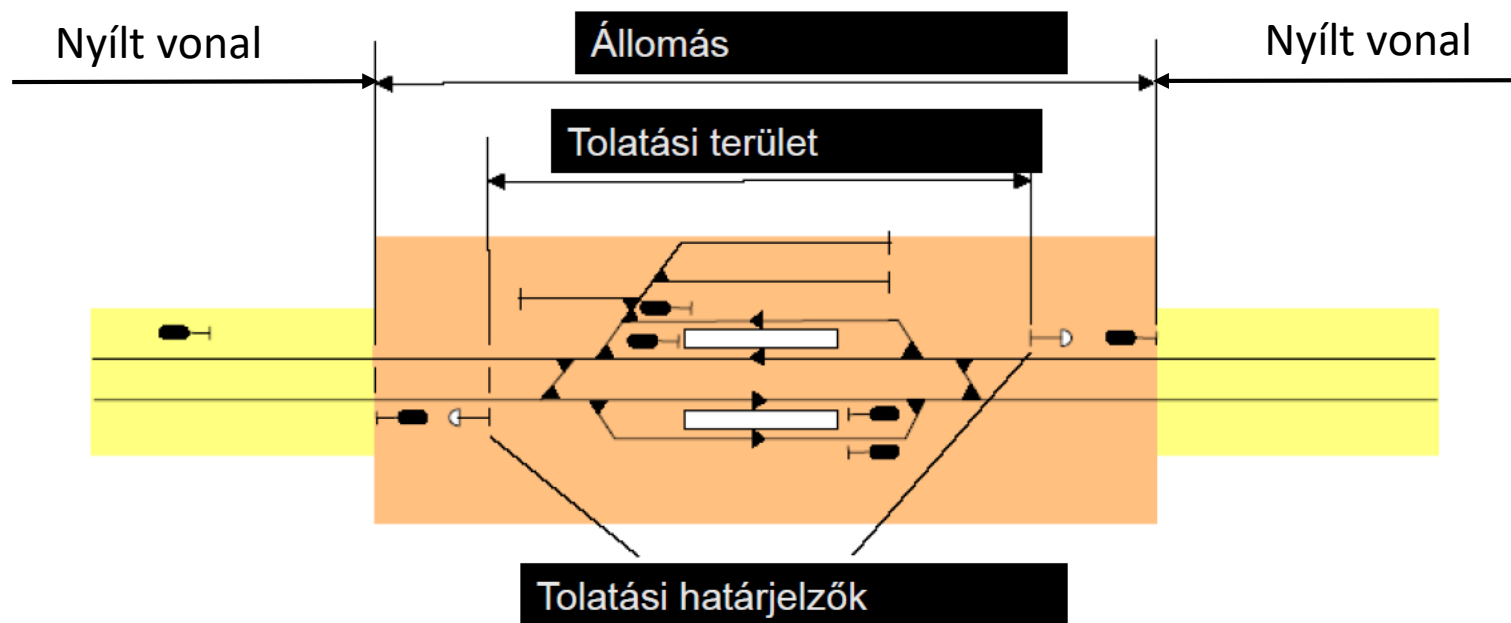 Nyílt vonal
Állomás
Nyílt vonal
Tolatási terület
Tolatási határjelzők